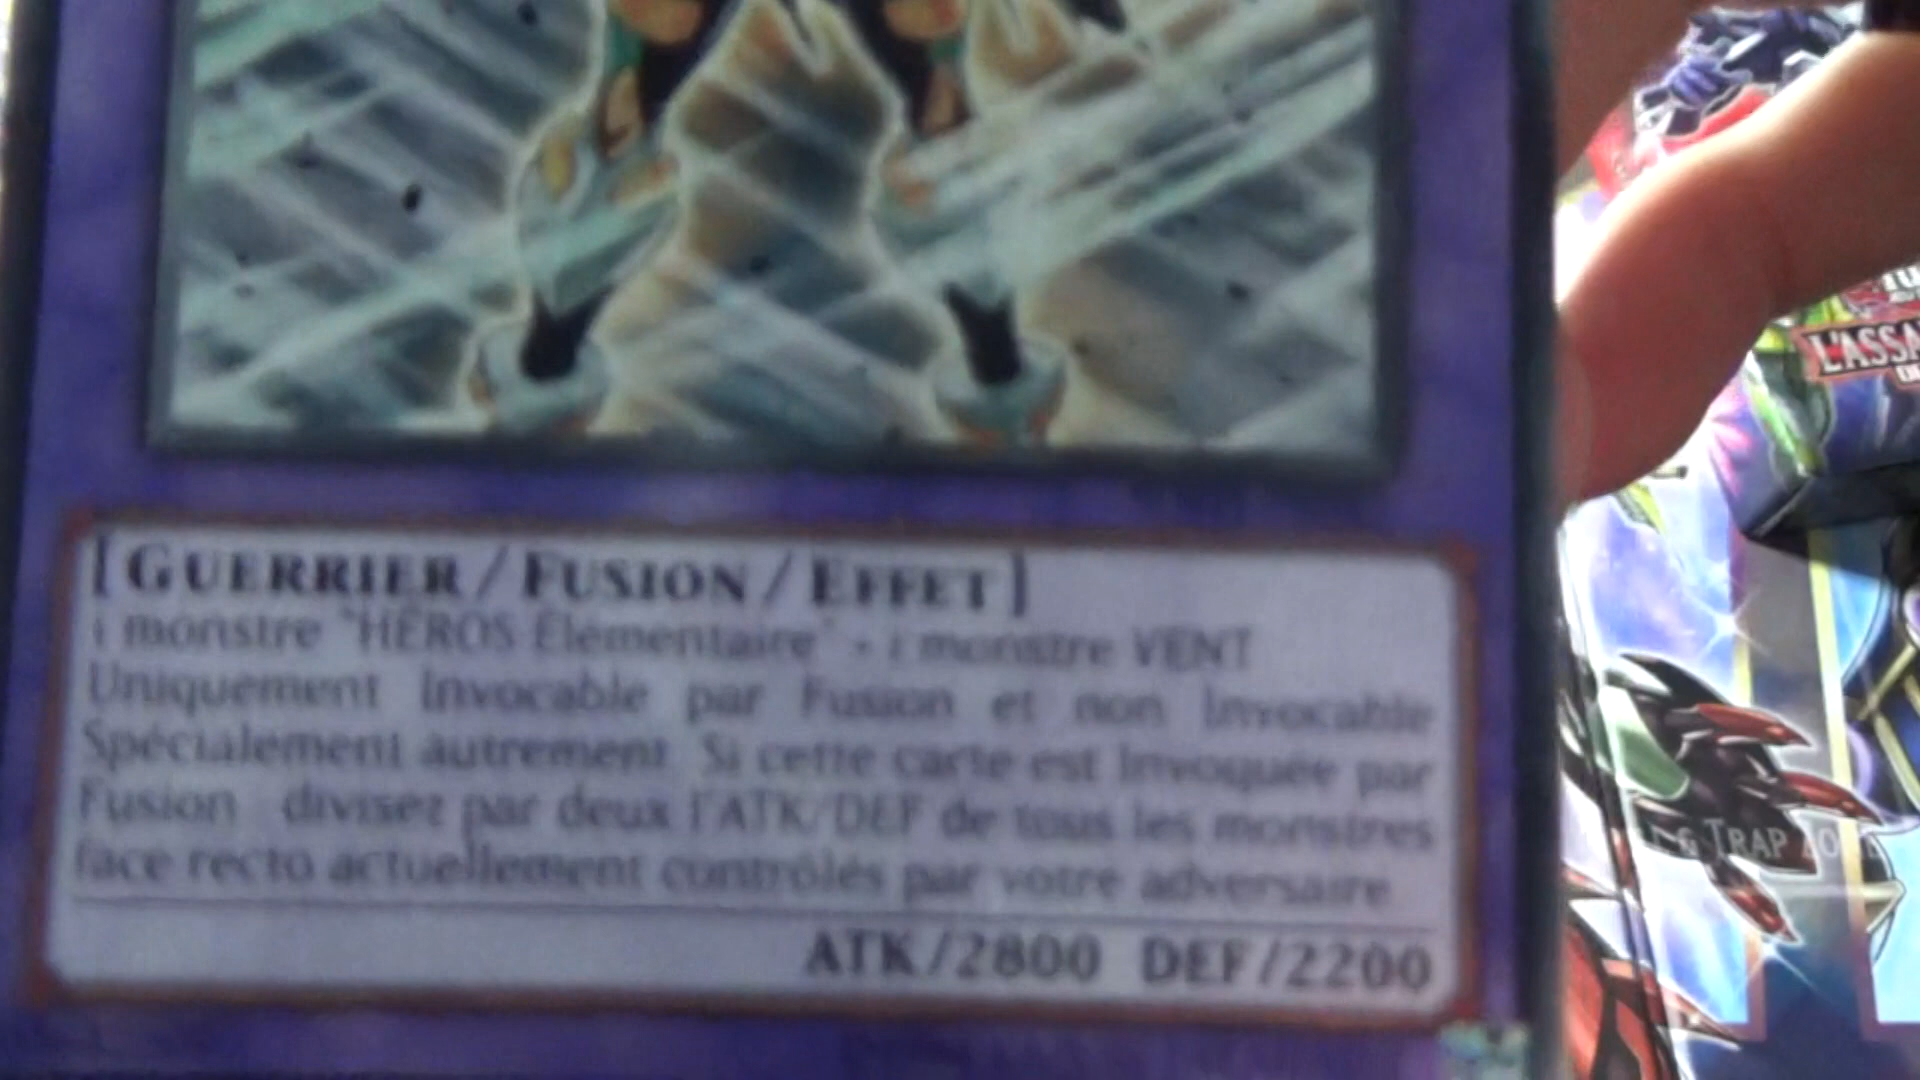 [GUERRIER/FUSION/EFFET]
1 monstre "HÉROS Élémentaire" + 1 monstre VENT
Uniquement Invocable par Fusion et non Invocable
Spécialement autrement. Si cette carte est Invoquée par
Fusion : divisez par deux l'ATK/DEF de tous les monstres
face recto actuellement contrôlés par votre adversaire.
ATK/2800 DEF/2200
L'ASSA
TRAP